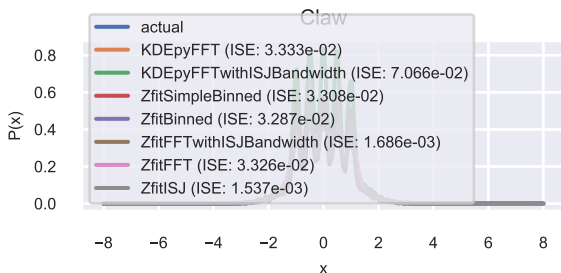 Claw
actual
KDEpyFFT (ISE: 3.333e-02)
KDEpyFFTwithISJBandwidth (ISE: 7.066e-02)
ZfitSimpleBinned (ISE: 3.308e-02)
ZfitBinned (ISE: 3.287e-02)
ZfitFFTwithISJBandwidth (ISE: 1.686e-03)
ZfitFFT (ISE: 3.326e-02)
ZfitISJ (ISE: 1.537e-03)
P(x)
0.8
0.6
0.4
0.2
0.0
−8 −6 −4 −2 0 2 4 6 8
x